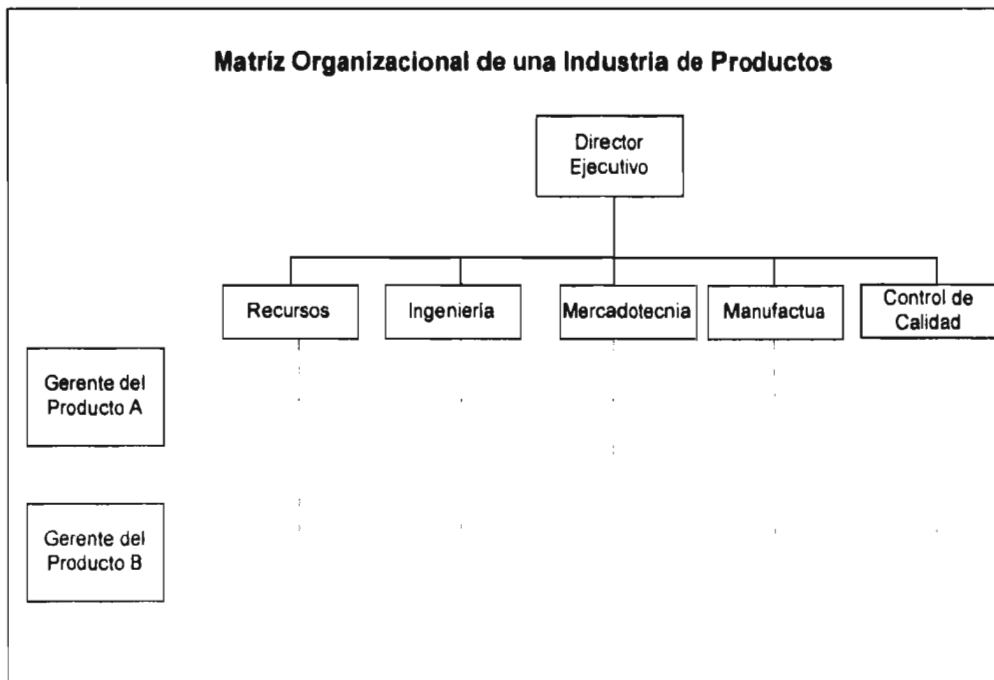 Matríz Organizacional de una Industria de Productos
Director
Ejecutivo
Recursos
Ingeniería
Mercadotecnia
Manufactua
Control de
Calidad
Gerente del
Producto A
Gerente del
Producto B